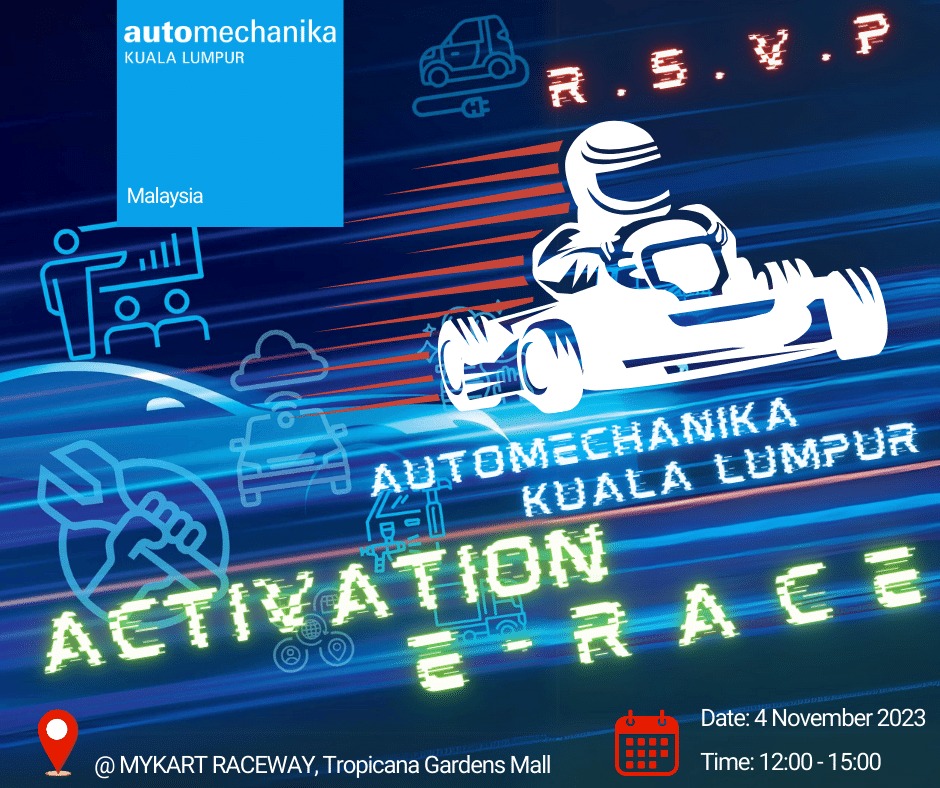 automechanika
KUALA LUMPUR
Malaysia
R.S.V.P
AUTOMECHANIKA
KUALA LUMPUR
ACTIVATION
E-RACE
@ MYKART RACEWAY, Tropicana Gardens Mall
Date: 4 November 2023
Time: 12:00 - 15:00